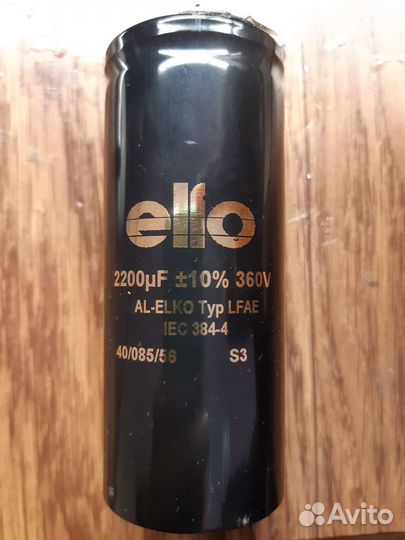 elfo
2200µF ±10% 360V
AL-ELKO Typ LFAE
IEC 384-4
40/085/56 S3
Avito